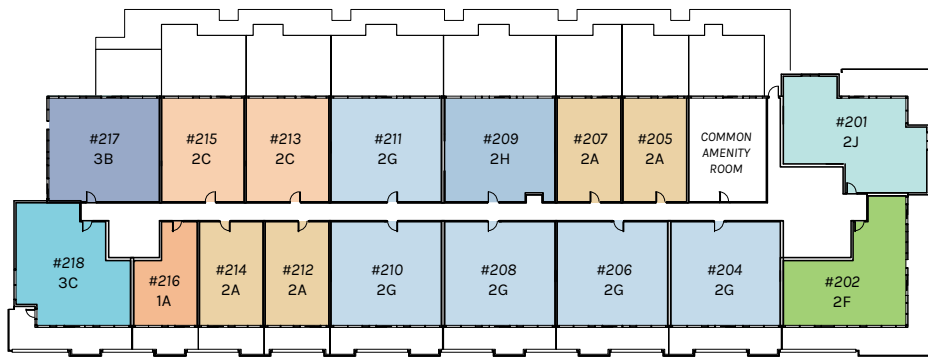 #217
3B
#215
2C
#213
2C
#211
2G
#209
2H
#207
2A
#205
2A
COMMON
AMENITY
ROOM
#201
2J
#218
3C
#216
1A
#214
2A
#212
2A
#210
2G
#208
2G
#206
2G
#204
2G
#202
2F